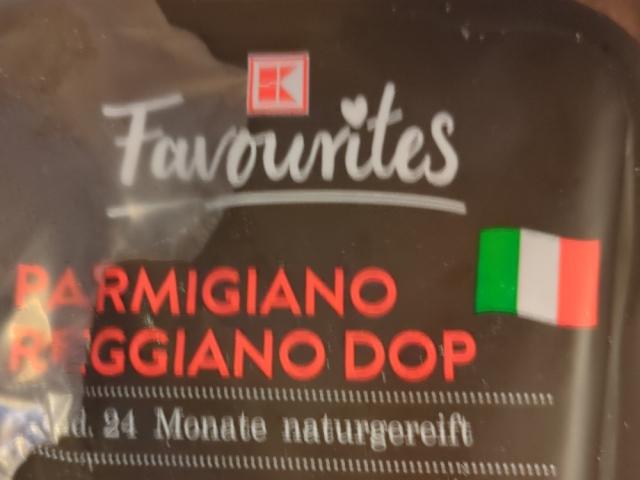 K
Favourites
PARMIGIANO
REGGIANO DOP
24 Monate naturgereift